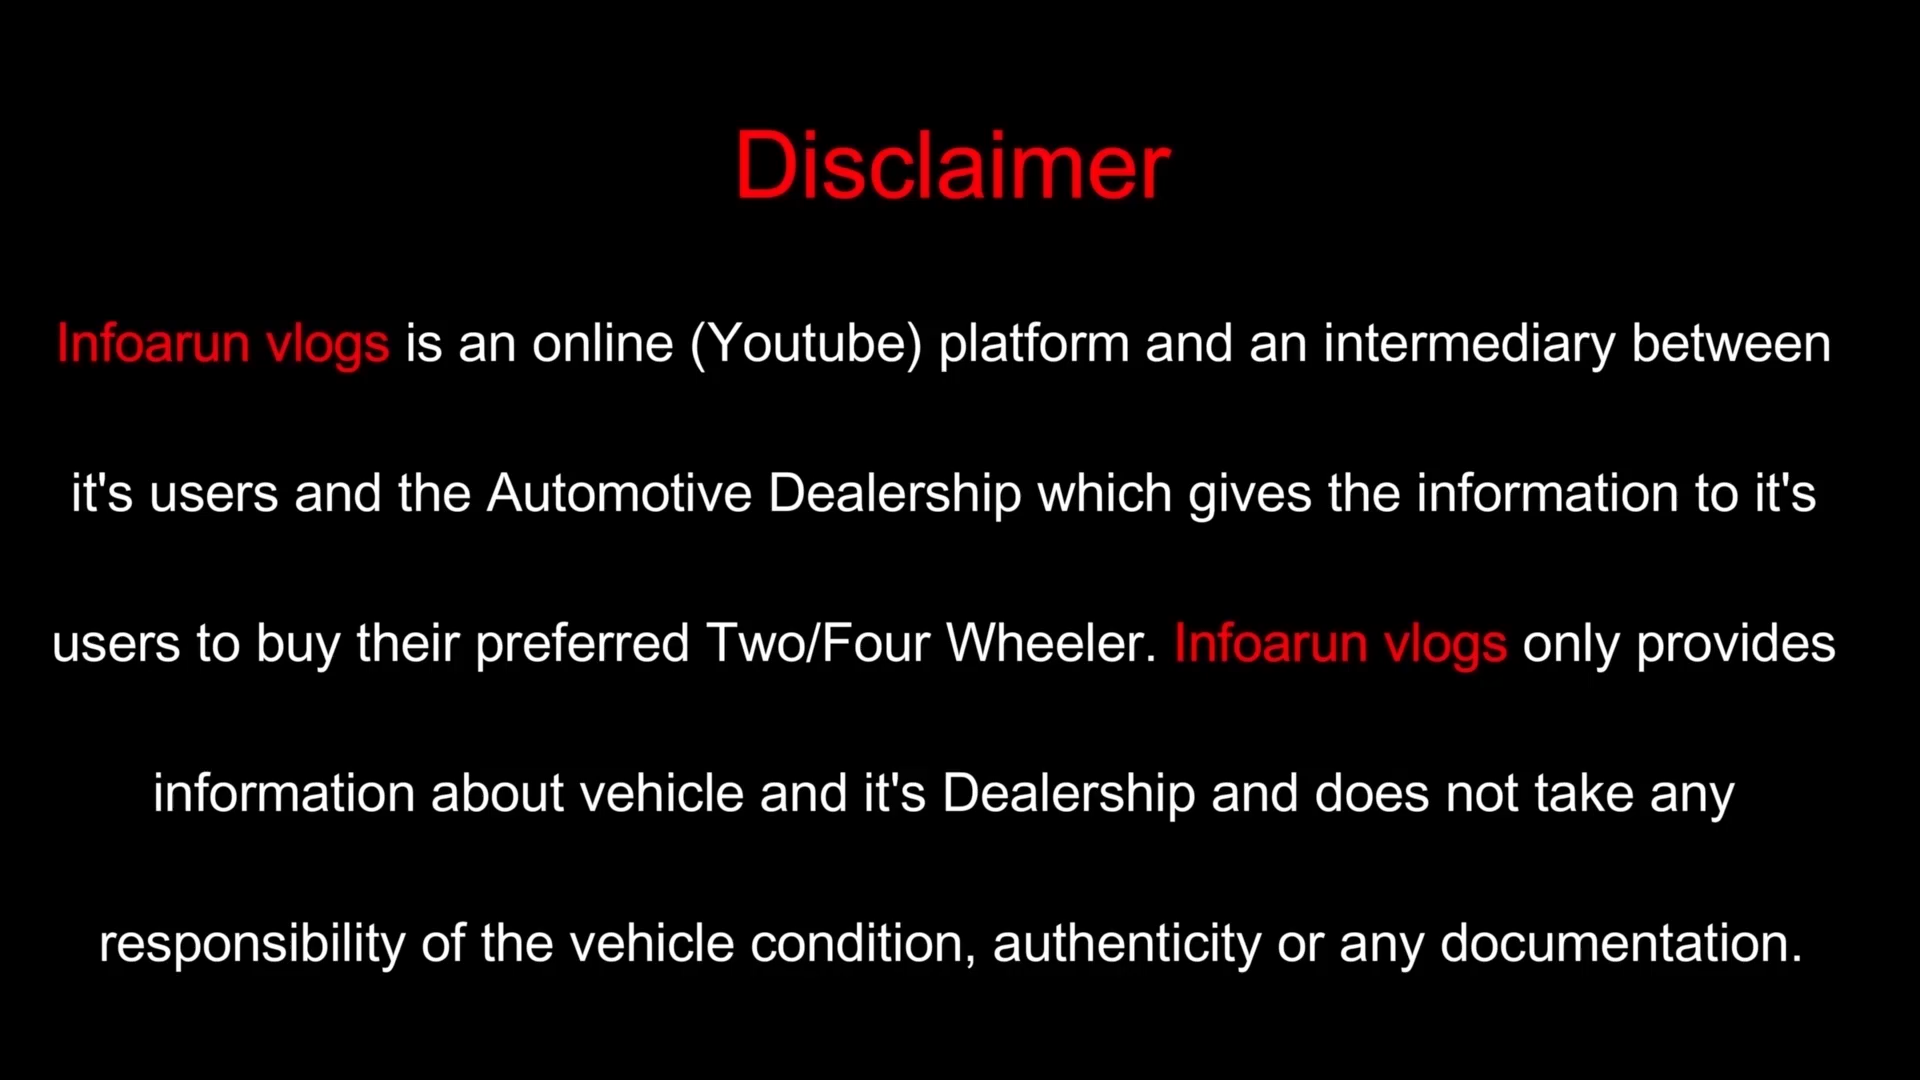 Disclaimer
Infoarun vlogs is an online (Youtube) platform and an intermediary between
it's users and the Automotive Dealership which gives the information to it's
users to buy their preferred Two/Four Wheeler. Infoarun vlogs only provides
information about vehicle and it's Dealership and does not take any
responsibility of the vehicle condition, authenticity or any documentation.